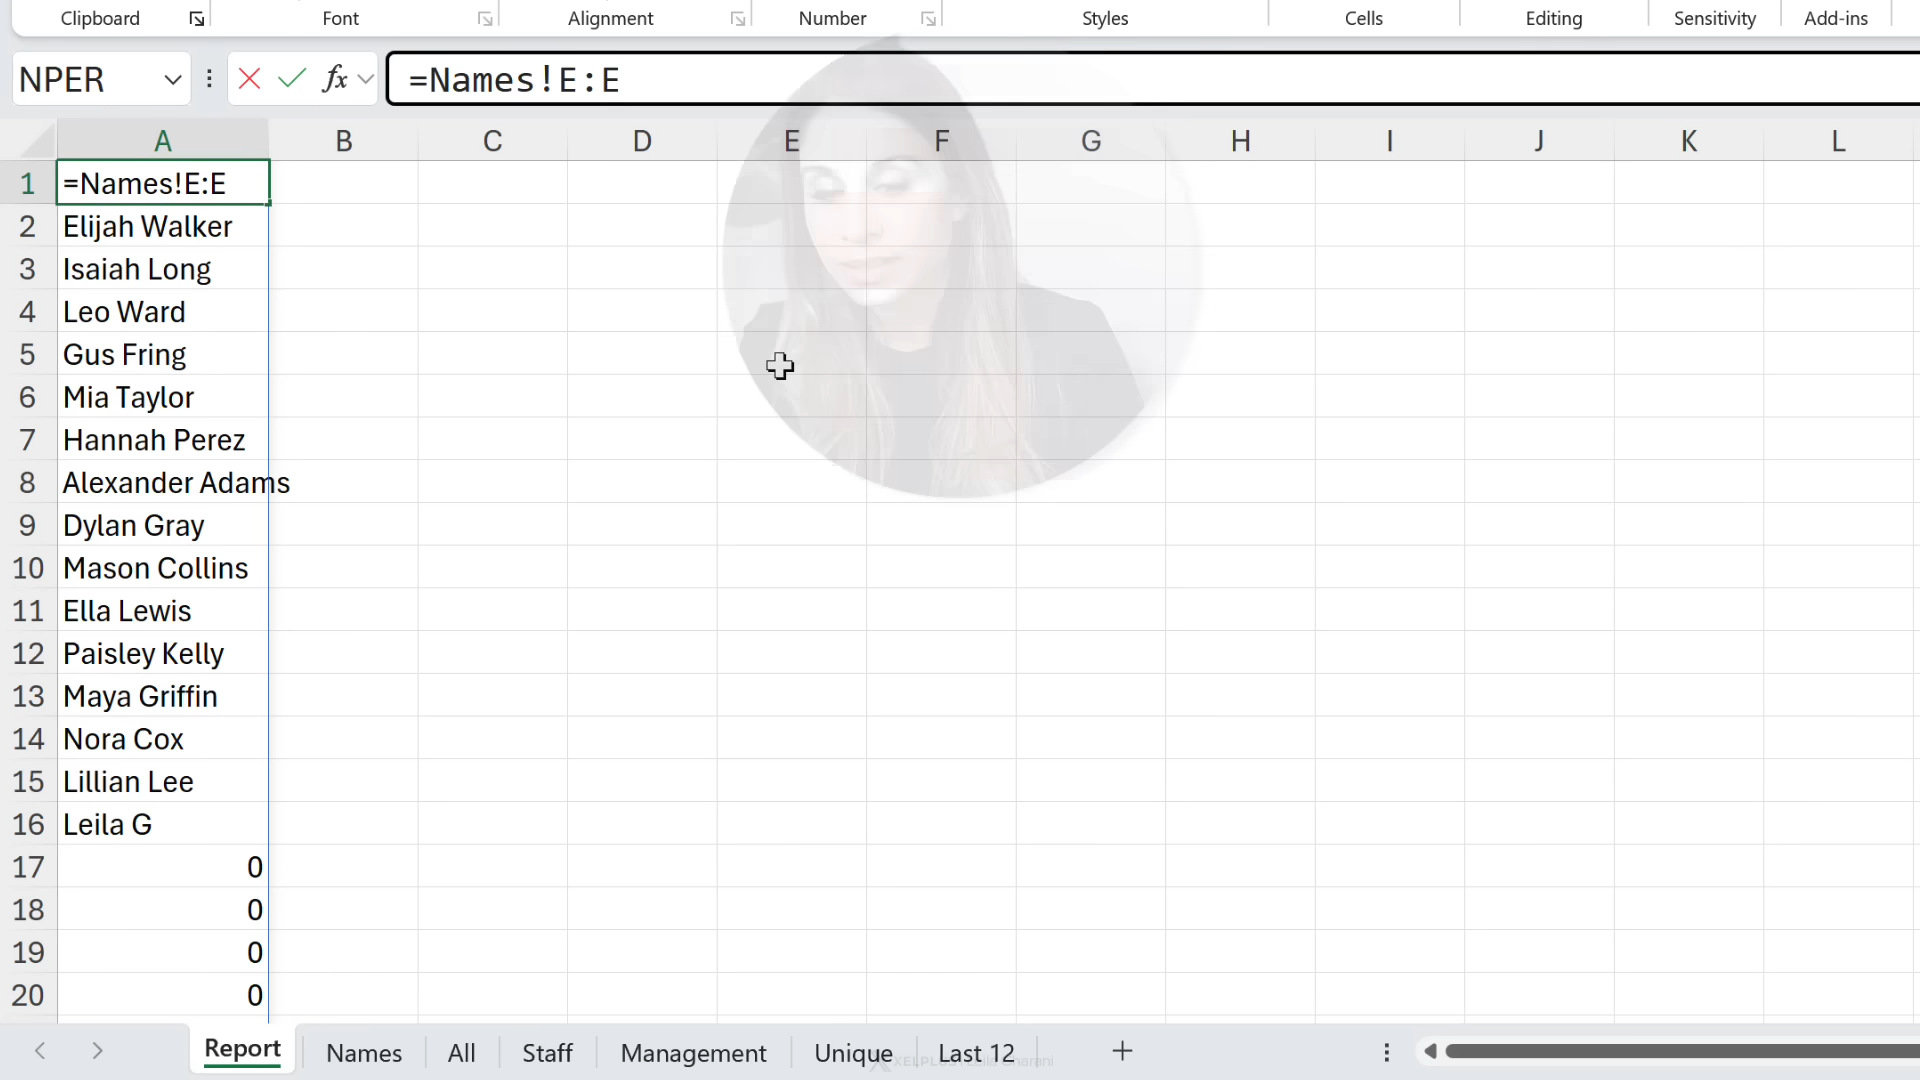 Clipboard Font Alignment Number Styles Cells Editing Sensitivity Add-ins
NPER fx =Names!E:E
A B C D E F G H I J K L
1 =Names!E:E
2 Elijah Walker
3 Isaiah Long
4 Leo Ward
5 Gus Fring
6 Mia Taylor
7 Hannah Perez
8 Alexander Adams
9 Dylan Gray
10 Mason Collins
11 Ella Lewis
12 Paisley Kelly
13 Maya Griffin
14 Nora Cox
15 Lillian Lee
16 Leila G
17 0
18 0
19 0
20 0
Report Names All Staff Management Unique Last 12